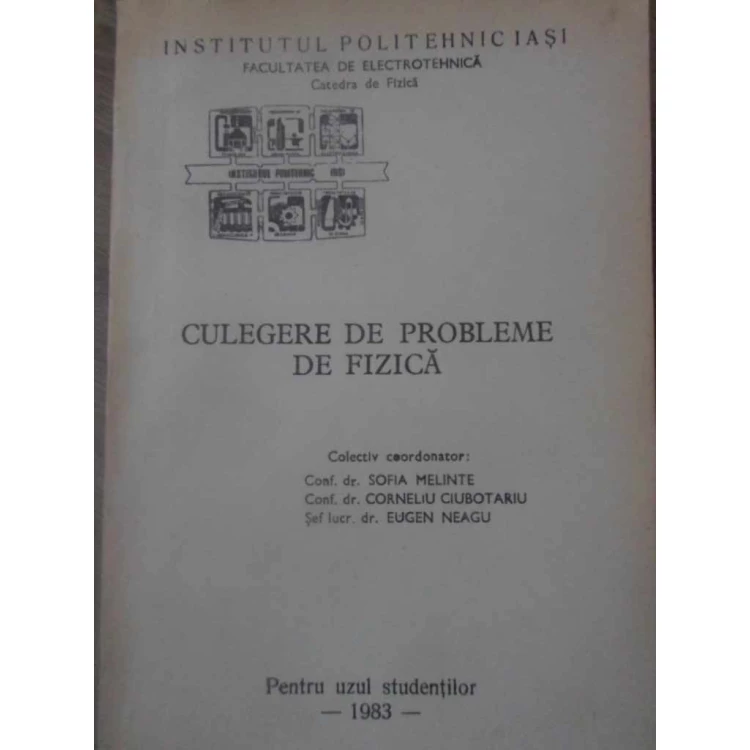 INSTITUTUL POLITEHNIC IAȘI
FACULTATEA DE ELECTROTEHNICĂ
Catedra de Fizică
INSTITUTUL POLITEHNIC IAȘI
CULEGERE DE PROBLEME
DE FIZICĂ
Colectiv coordonator:
Conf. dr. SOFIA MELINTE
Conf. dr. CORNELIU CIUBOTARIU
Șef lucr. dr. EUGEN NEAGU
Pentru uzul studenților
— 1983 —